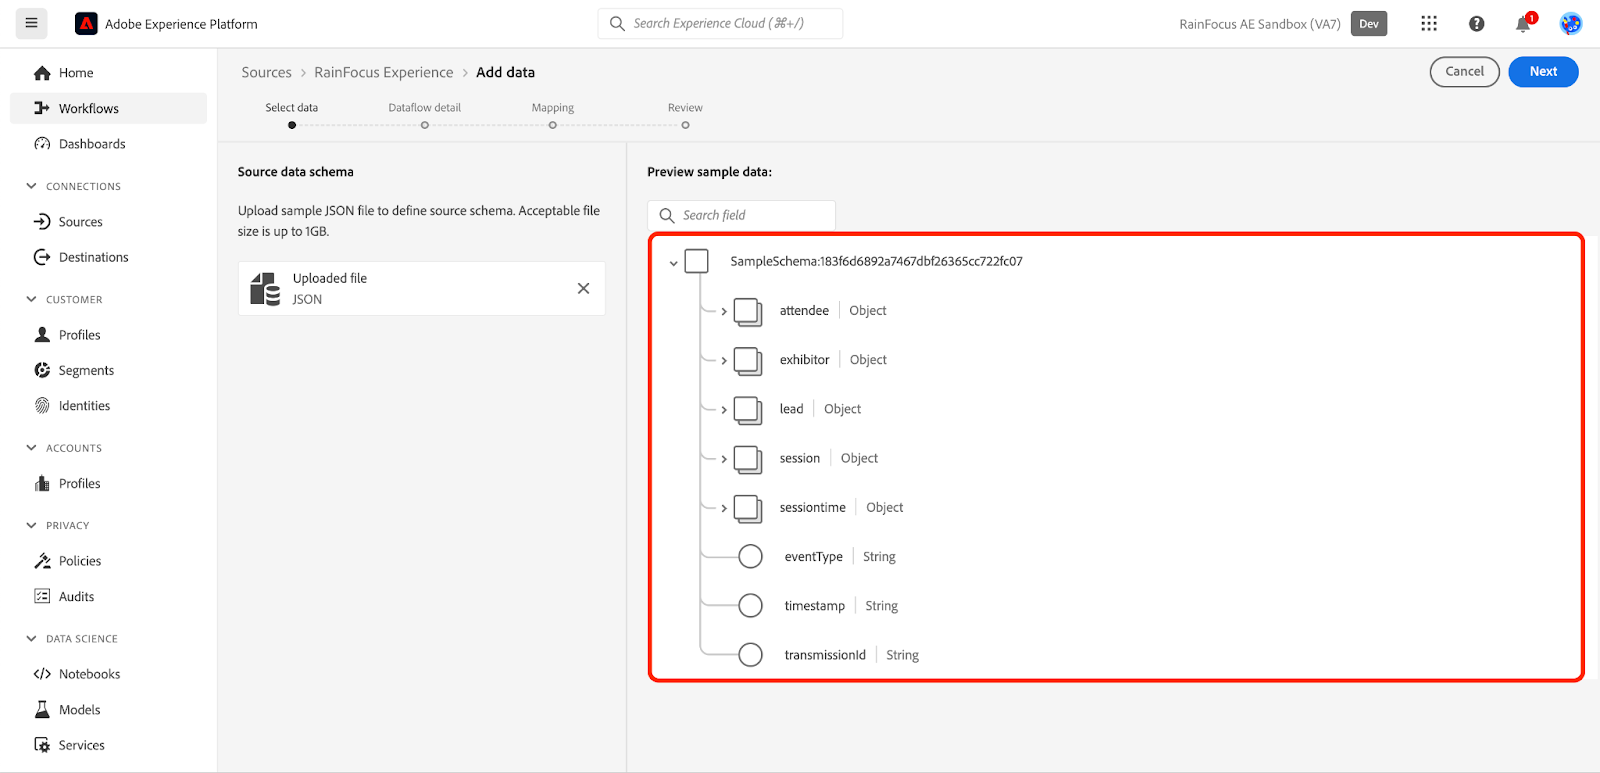 Adobe Experience Platform
Search Experience Cloud (⌘+/)
RainFocus AE Sandbox (VA7) Dev
1
Home
Workflows
Dashboards
CONNECTIONS
Sources
Destinations
CUSTOMER
Profiles
Segments
Identities
ACCOUNTS
Profiles
PRIVACY
Policies
Audits
DATA SCIENCE
Notebooks
Models
Services
Sources > RainFocus Experience > Add data
Cancel
Next
Select data
Dataflow detail
Mapping
Review
Source data schema
Upload sample JSON file to define source schema. Acceptable file
size is up to 1GB.
Uploaded file
JSON
Preview sample data:
Search field
SampleSchema:183f6d6892a7467dbf26365cc722fc07
attendee Object
exhibitor Object
lead Object
session Object
sessiontime Object
eventType String
timestamp String
transmissionId String